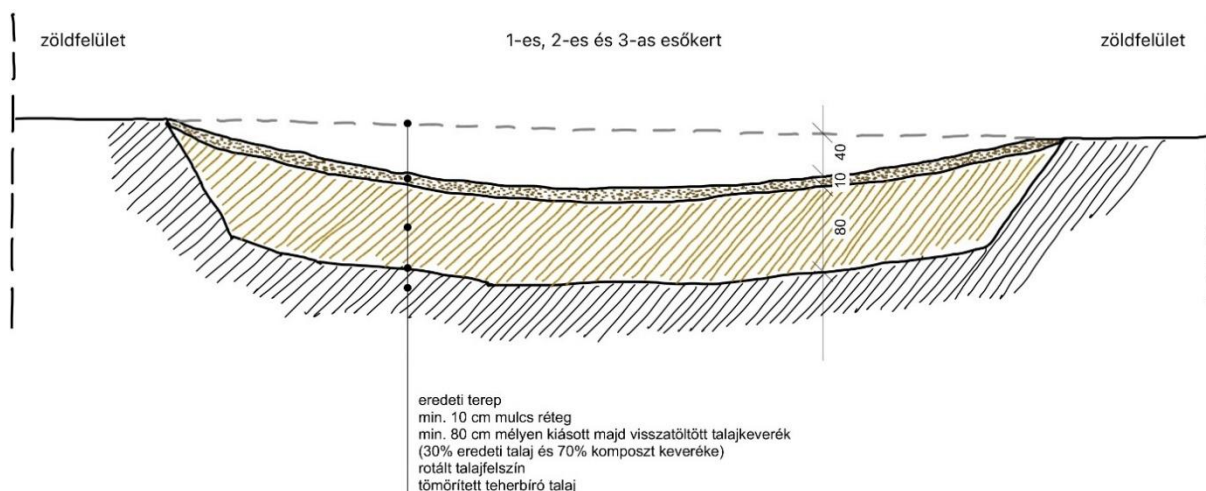 zöldfelület
1-es, 2-es és 3-as esőkert
zöldfelület
40
10
80
eredeti terep
min. 10 cm mulcs réteg
min. 80 cm mélyen kiásott majd visszatöltött talajkeverék
(30% eredeti talaj és 70% komposzt keveréke)
rotált talajfelszín
tömörített teherbíró talaj